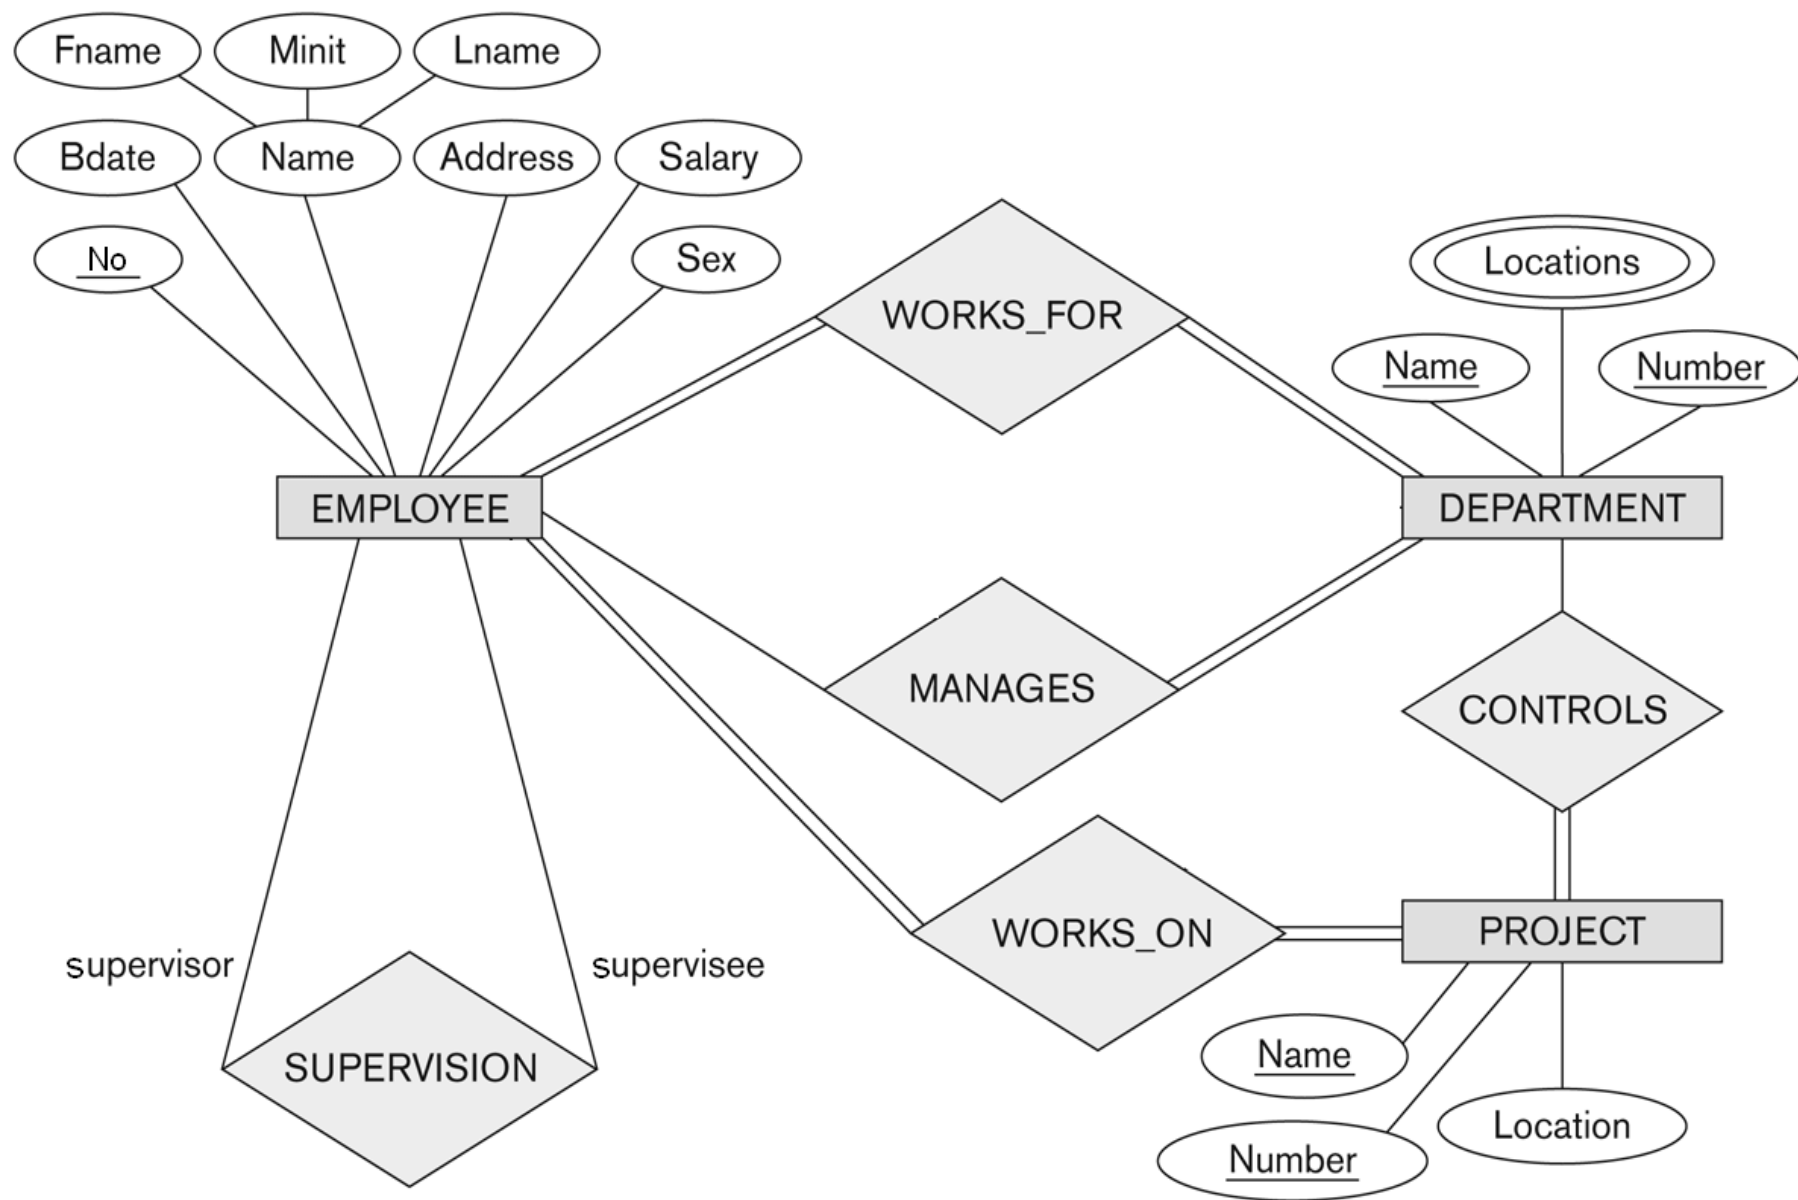 Fname
Minit
Lname
Bdate
Name
Address
Salary
No
Sex
WORKS_FOR
Locations
Name
Number
EMPLOYEE
DEPARTMENT
MANAGES
CONTROLS
WORKS_ON
PROJECT
supervisor
supervisee
SUPERVISION
Name
Location
Number